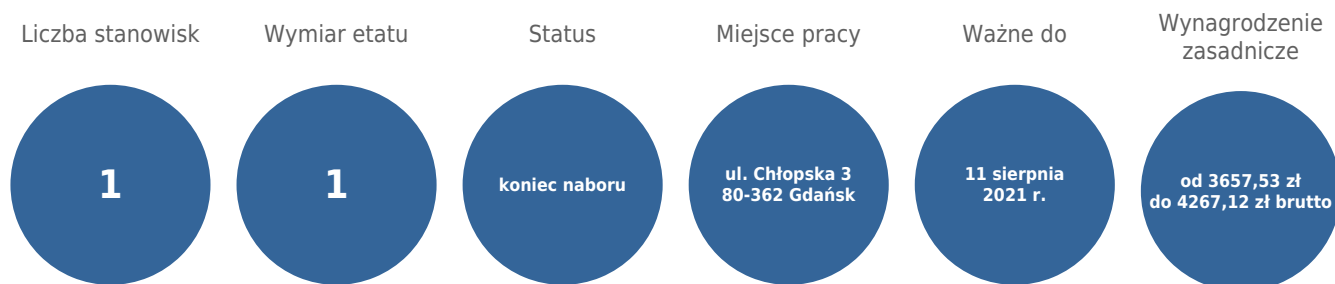 Liczba stanowisk
1
Wymiar etatu
1
Status
koniec naboru
Miejsce pracy
ul. Chłopska 3
80-362 Gdańsk
Ważne do
11 sierpnia
2021 r.
Wynagrodzenie
zasadnicze
od 3657,53 zł
do 4267,12 zł brutto